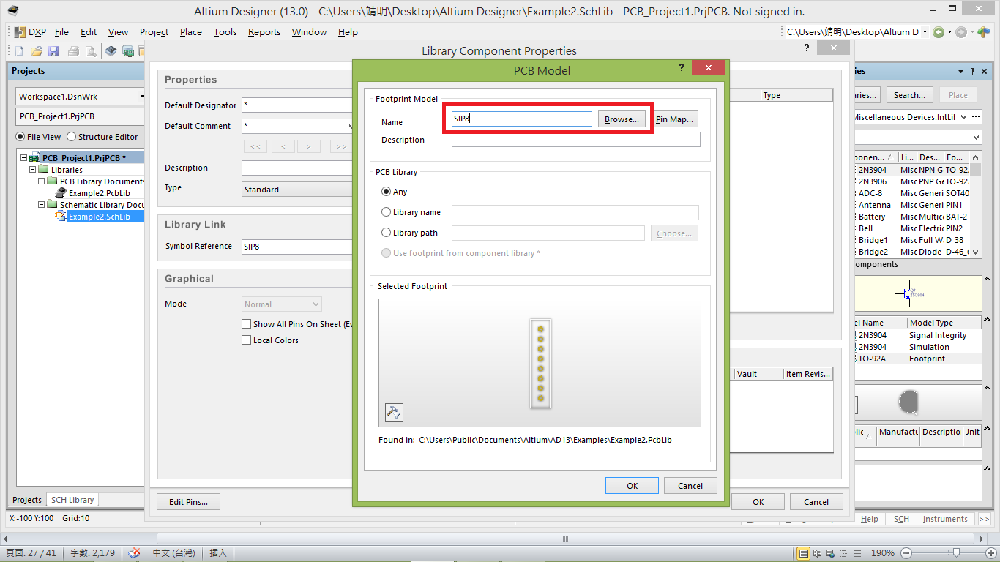 Altium Designer (13.0) - C:\Users\靖明\Desktop\Altium Designer\Example2.SchLib - PCB_Project1.PrjPCB. Not signed in.
DXP File Edit View Project Place Tools Reports Window Help
C:\Users\靖明\Desktop\Altium D
Projects
Workspace1.DsnWrk
PCB_Project1.PrjPCB
File View Structure Editor
PCB_Project1.PrjPCB *
Libraries
PCB Library Documents
Example2.PcbLib
Schematic Library Docu
Example2.SchLib
Projects SCH Library
X:-100 Y:100 Grid:10
Library Component Properties
Properties
Default Designator *
Default Comment *
<< < > >>
Description
Type Standard
Library Link
Symbol Reference SIP8
Graphical
Mode Normal
Show All Pins On Sheet (Ev
Local Colors
Edit Pins...
Type
Vault Item Revis...
OK Cancel
PCB Model
Footprint Model
Name SIP8 Browse... Pin Map...
Description
PCB Library
Any
Library name
Library path Choose...
Use footprint from component library *
Selected Footprint
Found in: C:\Users\Public\Documents\Altium\AD13\Examples\Example2.PcbLib
OK Cancel
ies
aries... Search... Place
Miscellaneous Devices.IntLib
ponen... Li... Des... Fo...
2N3904 Misc NPN G TO-92
2N3906 Misc PNP Ge TO-92
ADC-8 Misc Generi SOT40
Antenna Misc Generi PIN1
Battery Misc Multice BAT-2
Bell Misc Electric PIN2
Bridge1 Misc Full W D-38
Bridge2 Misc Diode D-46_6
omponents
2N3904
el Name Model Type
2N3904 Signal Integrity
2N3904 Simulation
TO-92A Footprint
lie Manufactu Descriptio Jnit
Help SCH Instruments >>
頁面: 27 / 41 字數: 2,179 中文 (台灣) 插入 190%